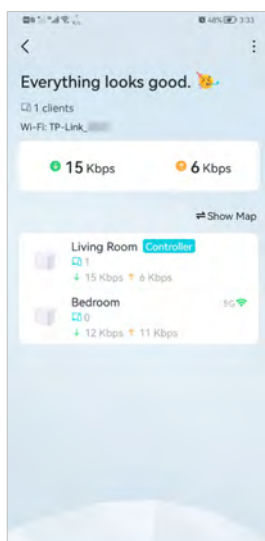 48% 3:33
Everything looks good.
1 clients
Wi-Fi: TP-Link_
15 Kbps 6 Kbps
Show Map
Living Room Controller
1
15 Kbps 6 Kbps
Bedroom 5G
0
12 Kbps 11 Kbps